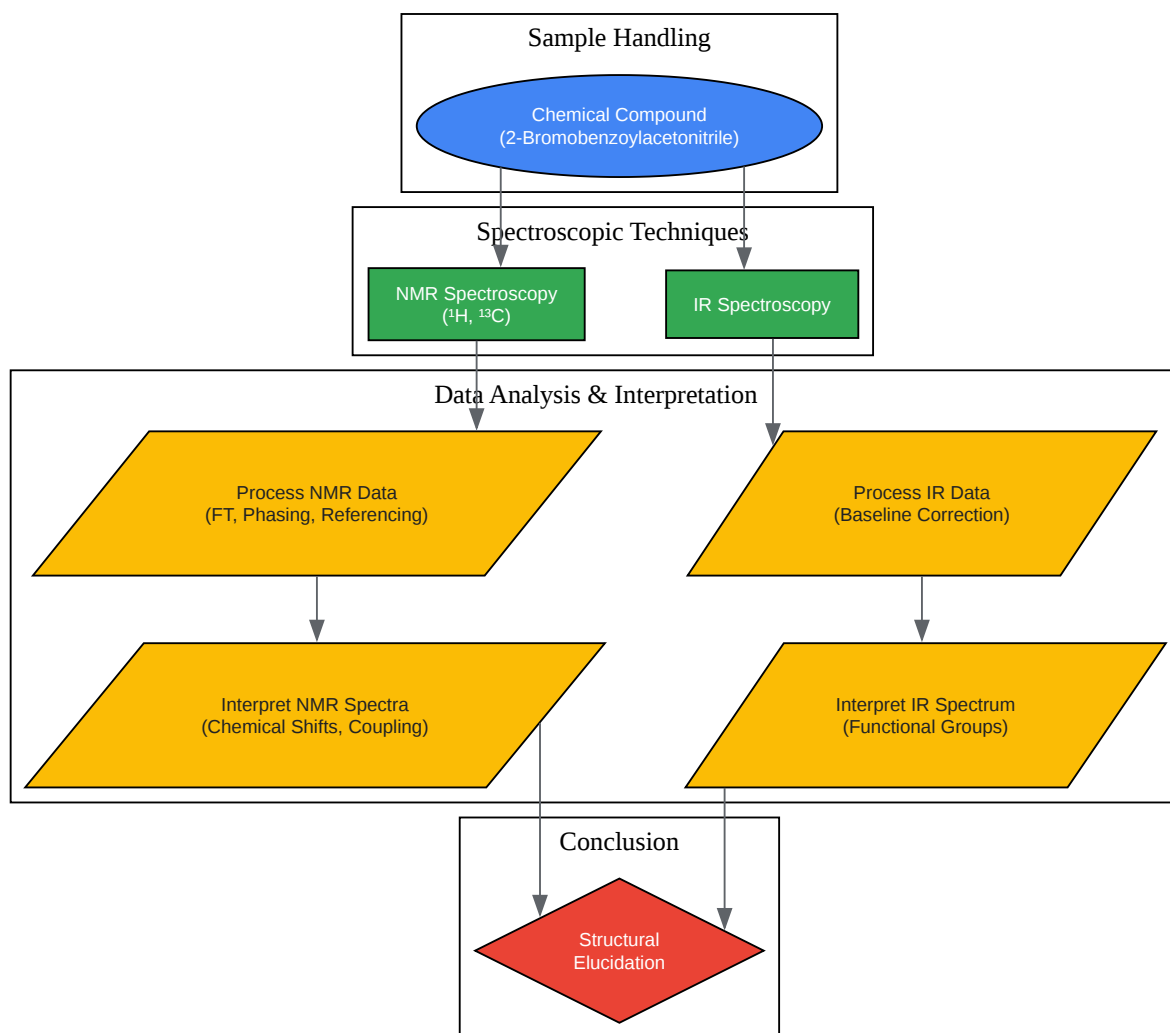 Sample Handling
Chemical Compound
(2-Bromobenzoylacetonitrile)
Spectroscopic Techniques
NMR Spectroscopy
(¹H, ¹³C)
IR Spectroscopy
Data Analysis & Interpretation
Process NMR Data
(FT, Phasing, Referencing)
Process IR Data
(Baseline Correction)
Interpret NMR Spectra
(Chemical Shifts, Coupling)
Interpret IR Spectrum
(Functional Groups)
Conclusion
Structural
Elucidation